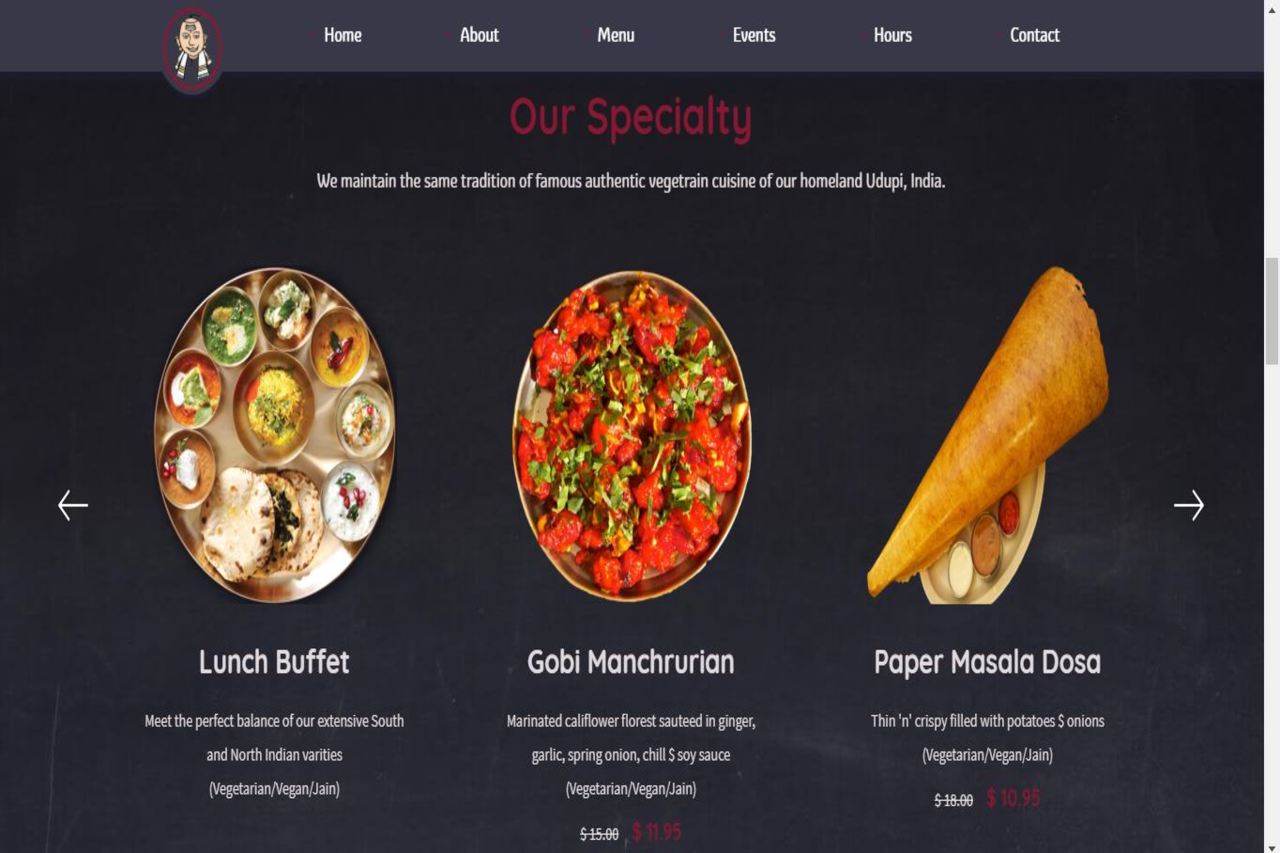 Home
About
Menu
Events
Hours
Contact
Our Specialty
We maintain the same tradition of famous authentic vegetrain cuisine of our homeland Udupi, India.
Lunch Buffet
Meet the perfect balance of our extensive South
and North Indian varities
(Vegetarian/Vegan/Jain)
Gobi Manchrurian
Marinated califlower florest sauteed in ginger,
garlic, spring onion, chill $ soy sauce
(Vegetarian/Vegan/Jain)
$ 15.00 $ 11.95
Paper Masala Dosa
Thin 'n' crispy filled with potatoes $ onions
(Vegetarian/Vegan/Jain)
$ 18.00 $ 10.95